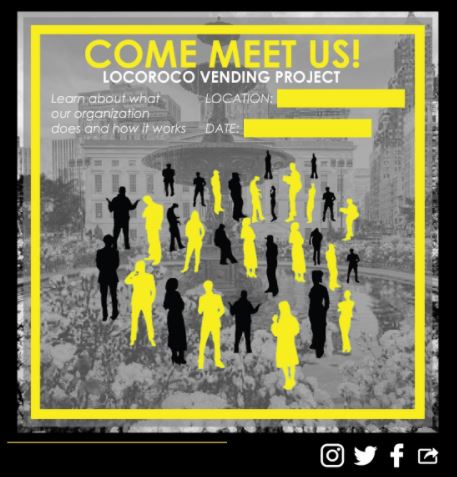 COME MEET US!
LOCOROCO VENDING PROJECT
Learn about what
our organization
does and how it works
LOCATION:
DATE: